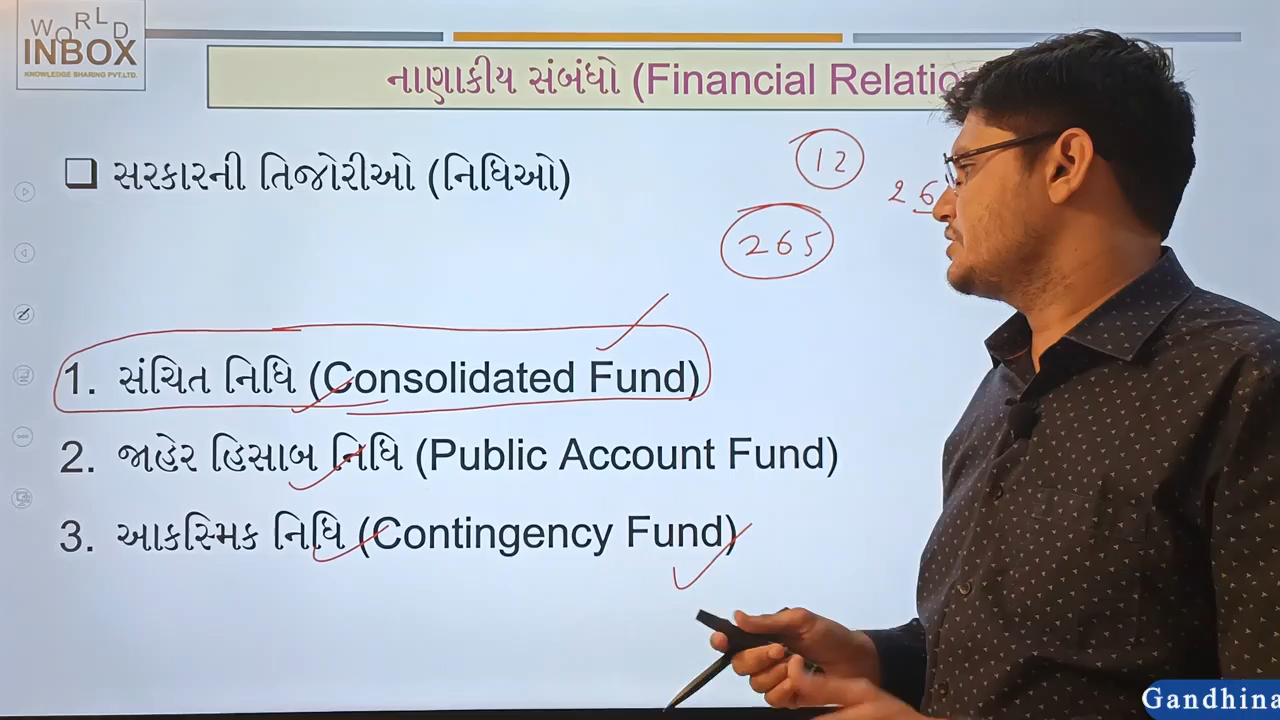 WORLD
INBOX
KNOWLEDGE SHARING PVT.LTD.
નાણાકીય સંબંધો (Financial Relatio
12
26
❑ સરકારની તિજોરીઓ (નિધિઓ)
265
1. સંચિત નિધિ (Consolidated Fund)
2. જાહેર હિસાબ નિધિ (Public Account Fund)
3. આકસ્મિક નિધિ (Contingency Fund)
Gandhina